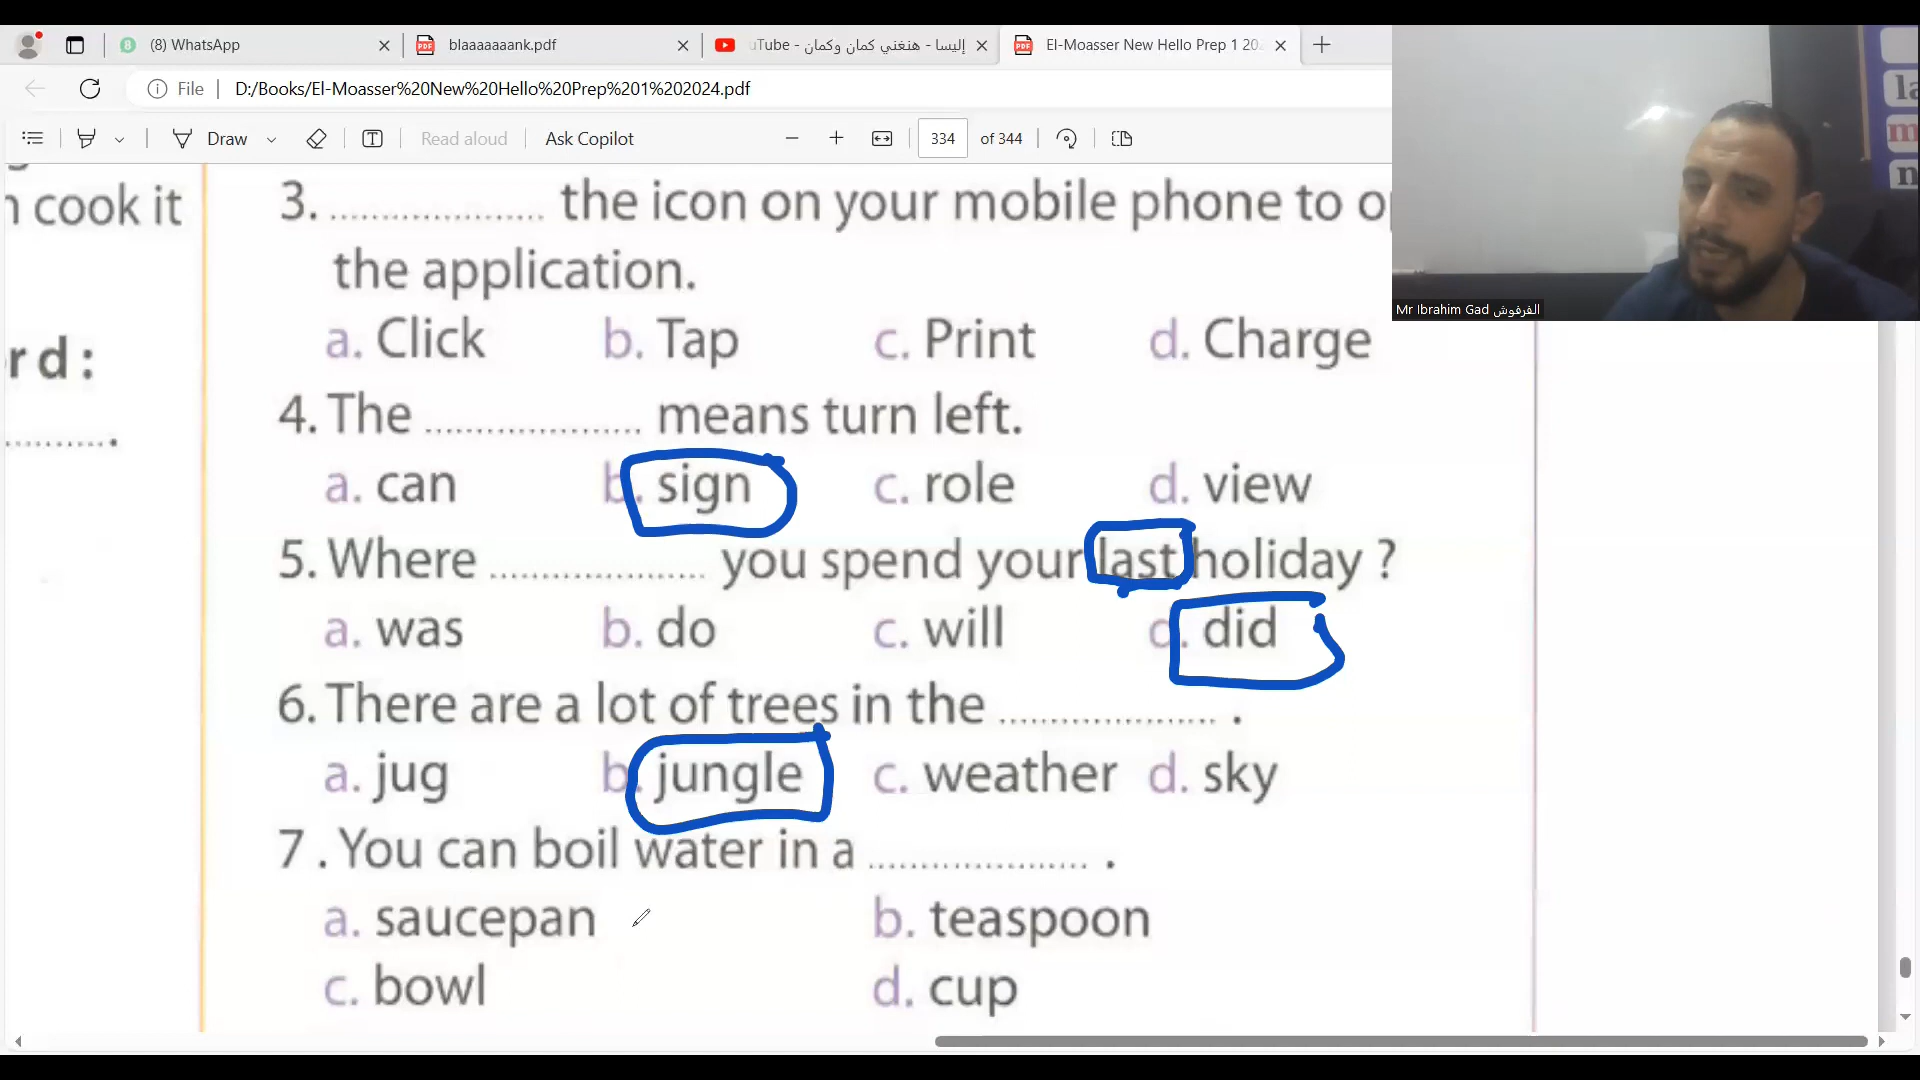 (8) WhatsApp
blaaaaaaank.pdf
إليسا - هنغني كمان وكمان - uTube
El-Moasser New Hello Prep 1 20
File
D:/Books/El-Moasser%20New%20Hello%20Prep%201%202024.pdf
Draw
Read aloud
Ask Copilot
334 of 344
cook it
rd:
............
3. .................... the icon on your mobile phone to o
the application.
a. Click b. Tap c. Print d. Charge
4. The .................... means turn left.
a. can b. sign c. role d. view
5. Where .................... you spend your last holiday ?
a. was b. do c. will d. did
6. There are a lot of trees in the .................... .
a. jug b. jungle c. weather d. sky
7 . You can boil water in a .................... .
a. saucepan b. teaspoon
c. bowl d. cup
la
m
n
Mr Ibrahim Gad الفرفوش